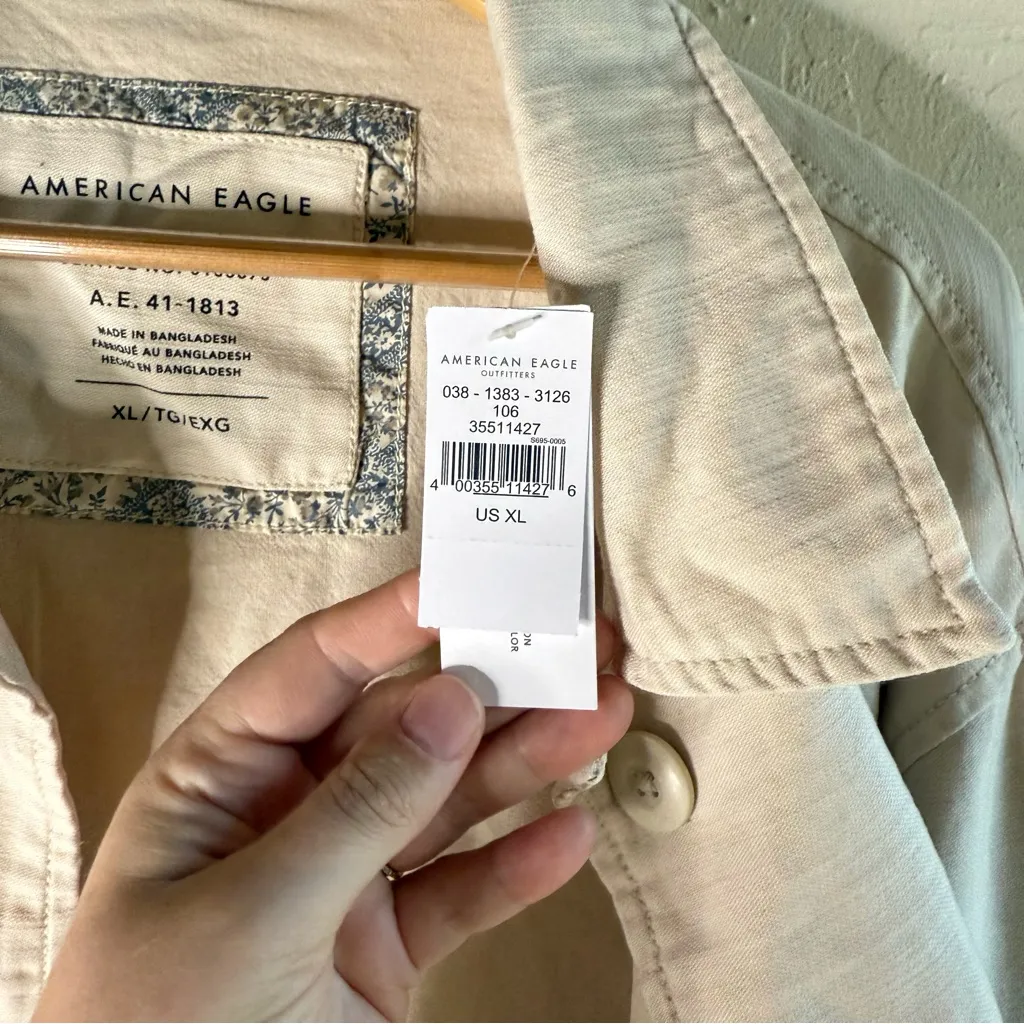 AMERICAN EAGLE
A.E. 41-1813
MADE IN BANGLADESH
FABRIQUÉ AU BANGLADESH
HECHO EN BANGLADESH
XL/TG/EXG
AMERICAN EAGLE
OUTFITTERS
038 - 1383 - 3126
106
35511427
S695-0005
4 00355 11427 6
US XL